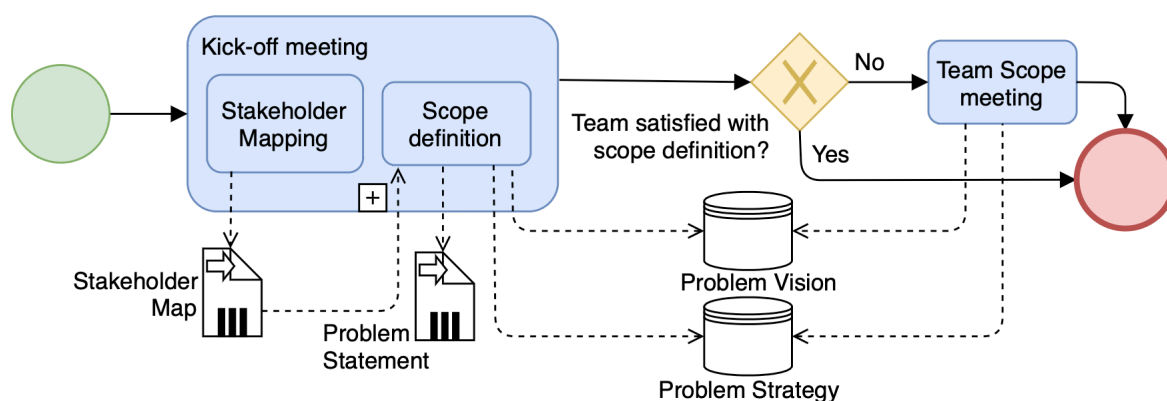 Kick-off meeting
Stakeholder
Mapping
Scope
definition
Team satisfied with
scope definition?
No
Yes
Team Scope
meeting
Stakeholder
Map
Problem
Statement
Problem Vision
Problem Strategy